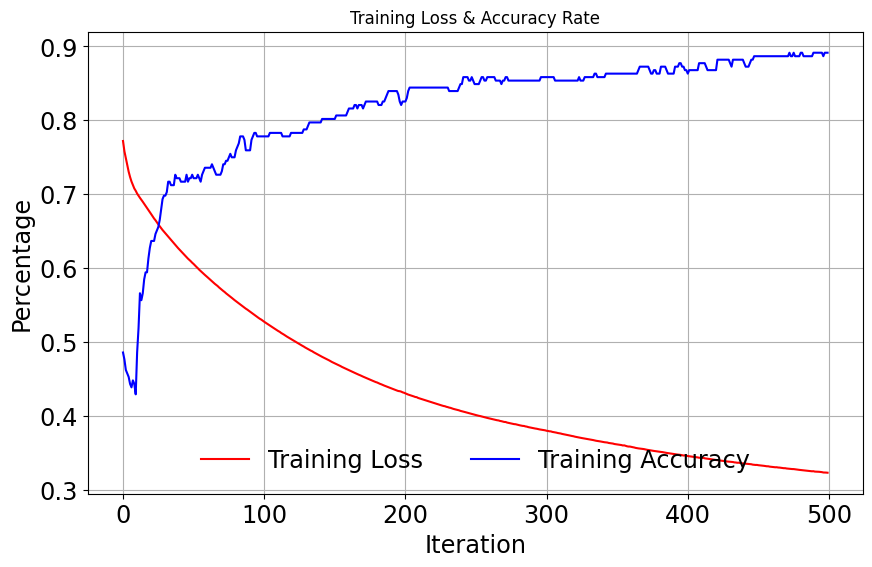 Training Loss & Accuracy Rate
Percentage
0.9
0.8
0.7
0.6
0.5
0.4
0.3
Training Loss Training Accuracy
0 100 200 300 400 500
Iteration